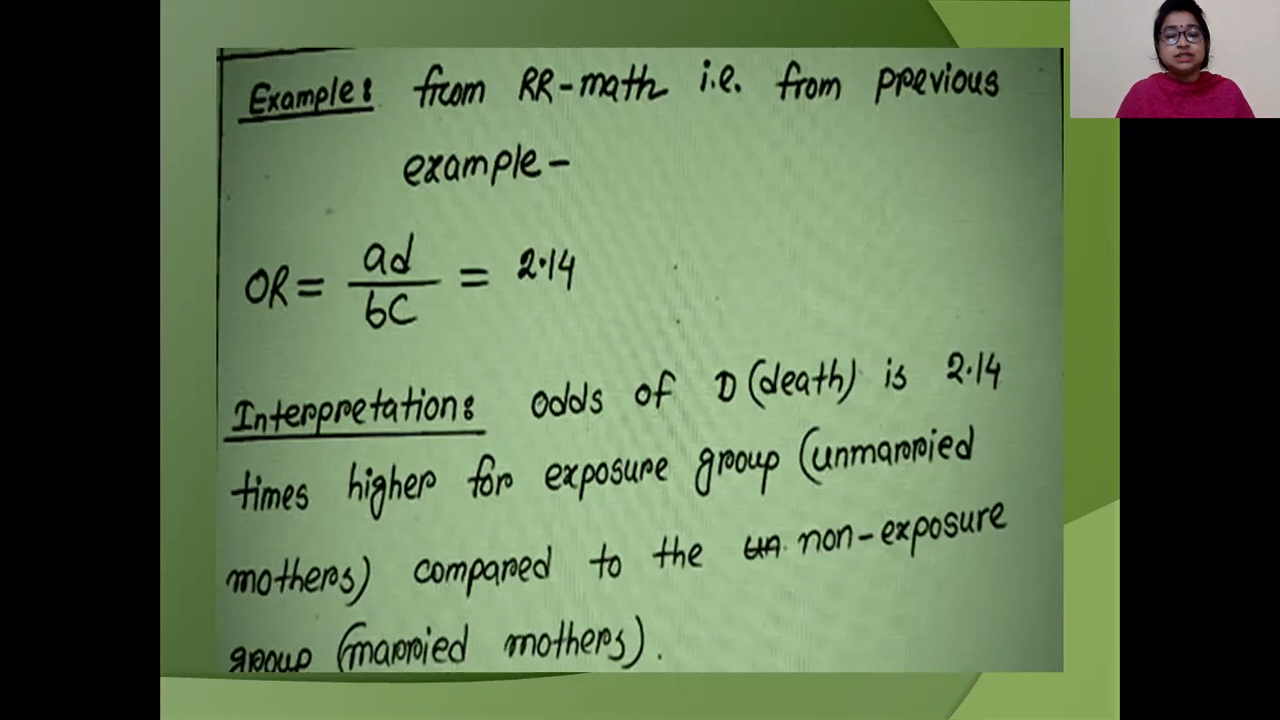 Example: from RR-math i.e. from previous
example-
OR = ad/bc = 2.14
Interpretation: odds of D (death) is 2.14
times higher for exposure group (unmarried
mothers) compared to the un non-exposure
group (married mothers).